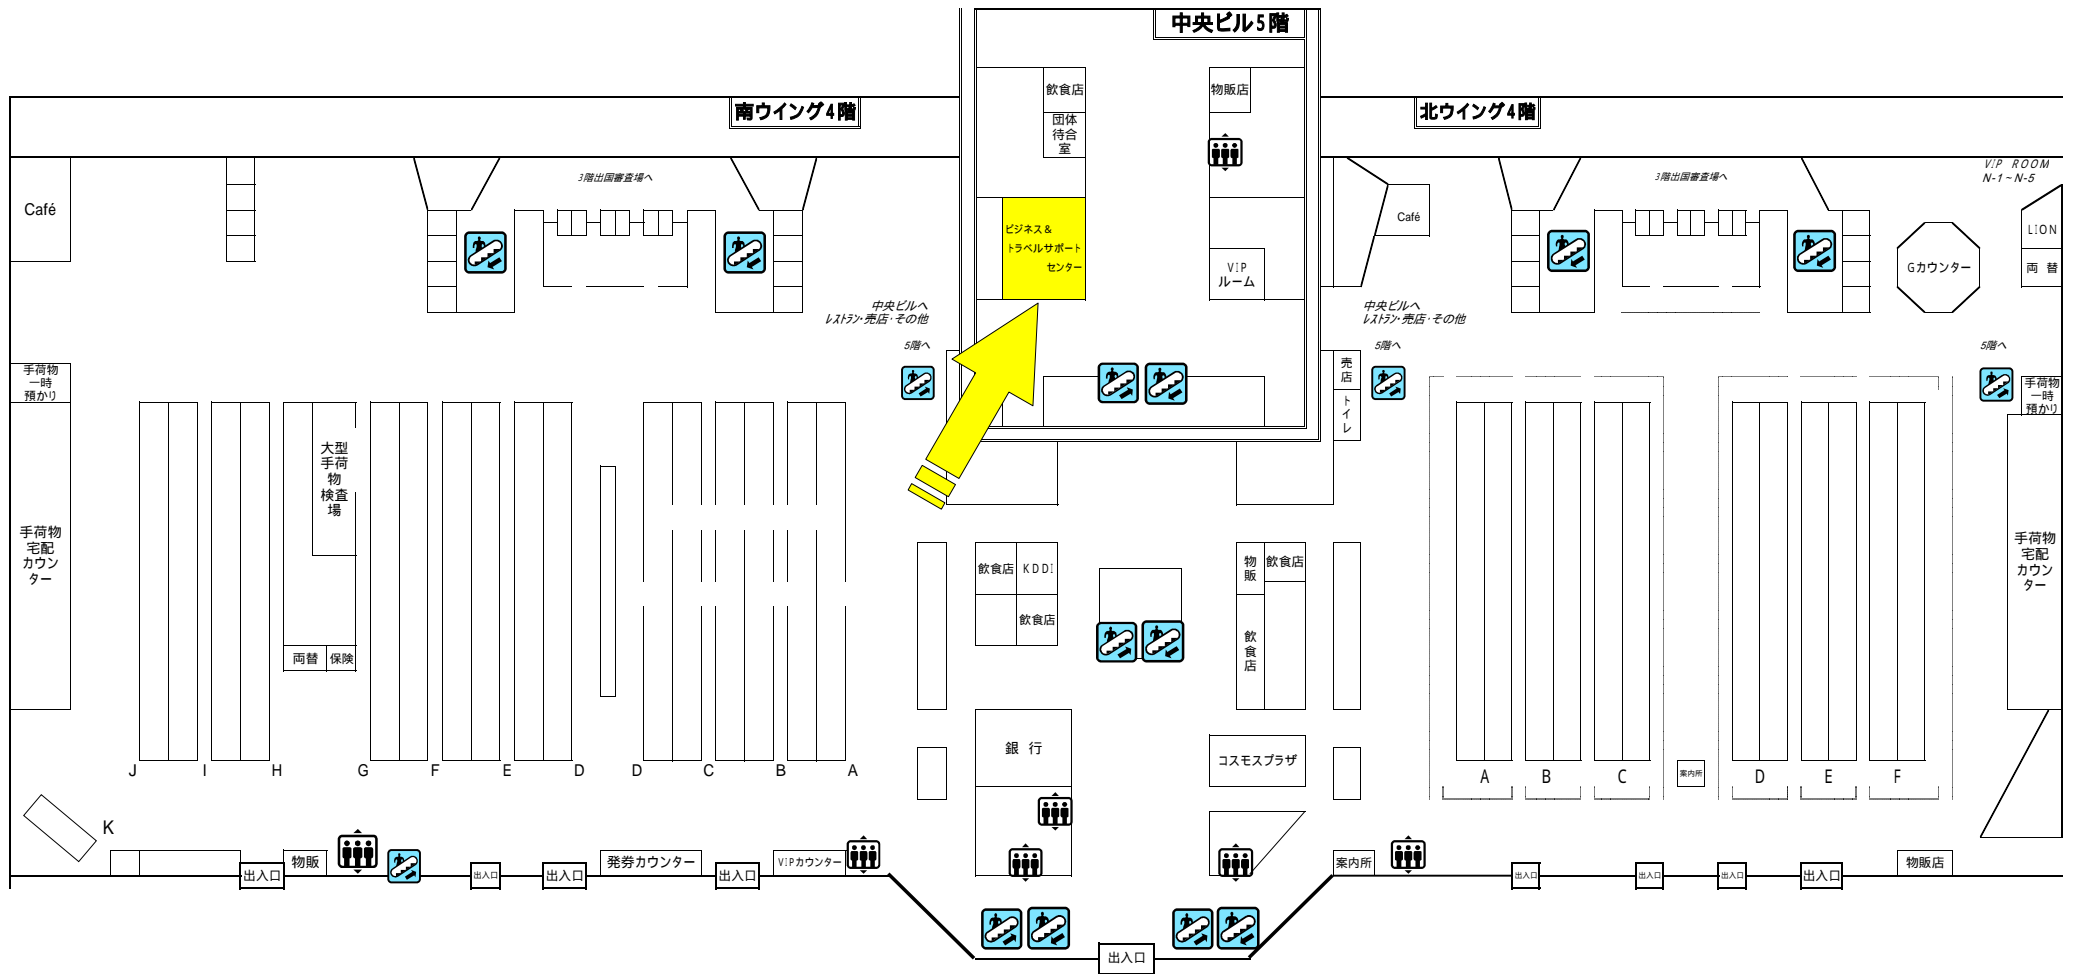 中央ビル5階
南ウイング4階
北ウイング4階
飲食店
団体
待合
室
物販店
ビジネス&
トラベルサポート
センター
VIP
ルーム
3階出国審査場へ
3階出国審査場へ
VIP ROOM
N-1~N-5
Café
Café
LION
両 替
Gカウンター
中央ビルへ
レストラン・売店・その他
5階へ
中央ビルへ
レストラン・売店・その他
5階へ
5階へ
売
店
ト
イ
レ
手荷物
一時
預かり
手荷物
一時
預かり
大型
手荷
物
検査
場
手荷物
宅配
カウン
ター
手荷物
宅配
カウン
ター
飲食店
KDDI
飲食店
物
販
飲食店
飲
食
店
両替
保険
銀 行
コスモスプラザ
J
I
H
G
F
E
D
D
C
B
A
A
B
C
案内所
D
E
F
K
物販
発券カウンター
VIPカウンター
案内所
物販店
出入口
出入口
出入口
出入口
出入口
出入口
出入口
出入口
出入口